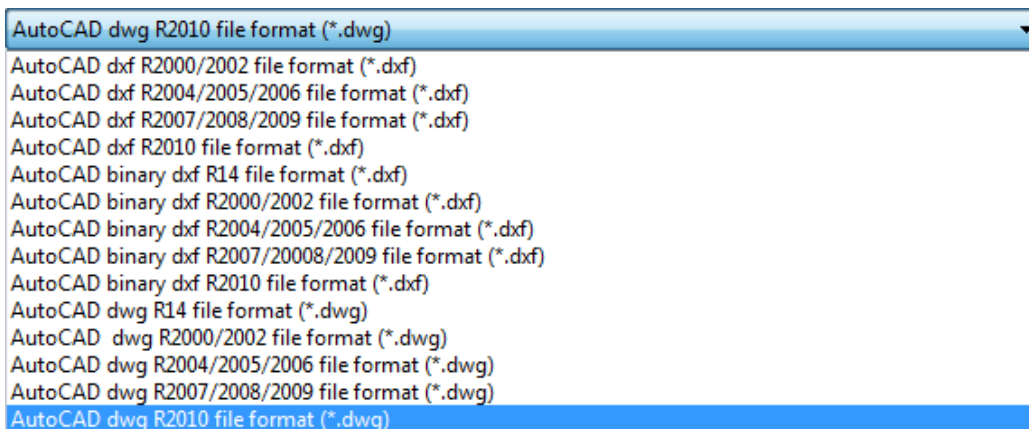 AutoCAD dwg R2010 file format (*.dwg)
AutoCAD dxf R2000/2002 file format (*.dxf)
AutoCAD dxf R2004/2005/2006 file format (*.dxf)
AutoCAD dxf R2007/2008/2009 file format (*.dxf)
AutoCAD dxf R2010 file format (*.dxf)
AutoCAD binary dxf R14 file format (*.dxf)
AutoCAD binary dxf R2000/2002 file format (*.dxf)
AutoCAD binary dxf R2004/2005/2006 file format (*.dxf)
AutoCAD binary dxf R2007/20008/2009 file format (*.dxf)
AutoCAD binary dxf R2010 file format (*.dxf)
AutoCAD dwg R14 file format (*.dwg)
AutoCAD  dwg R2000/2002 file format (*.dwg)
AutoCAD dwg R2004/2005/2006 file format (*.dwg)
AutoCAD dwg R2007/2008/2009 file format (*.dwg)
AutoCAD dwg R2010 file format (*.dwg)